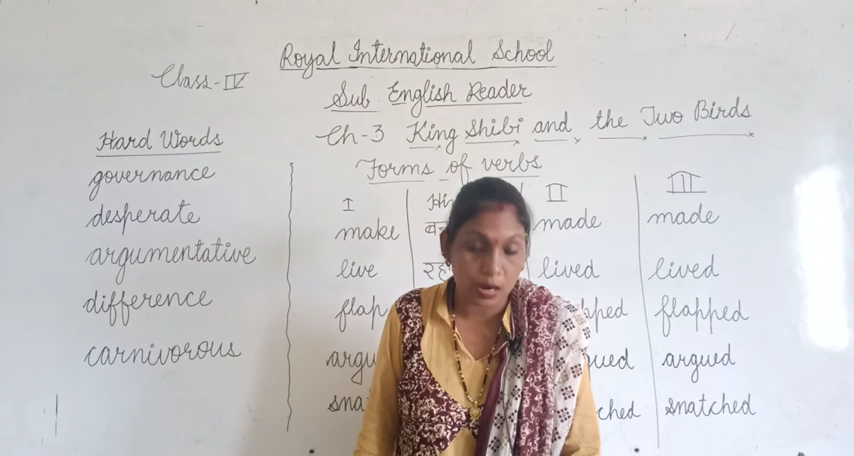 Royal International School
Class-IV
Sub English Reader
Ch-3 King Shibi and the Two Birds
Hard Words
governance
desperate
argumentative
difference
carnivorous
Forms of verbs
I II III
make made made
live lived lived
flapped
argued
snatched